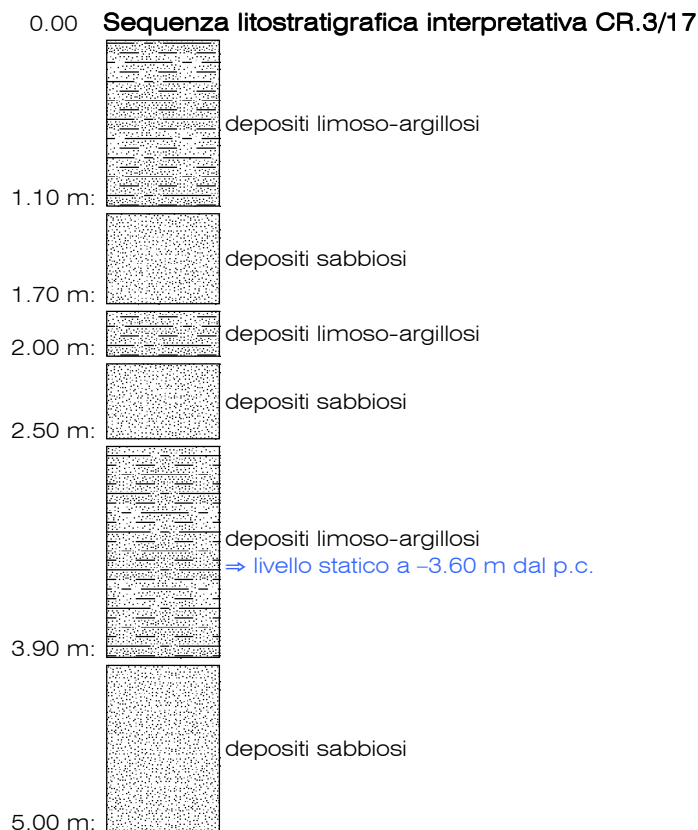 0.00 Sequenza litostratigrafica interpretativa CR.3/17
depositi limoso-argillosi
1.10 m:
depositi sabbiosi
1.70 m:
depositi limoso-argillosi
2.00 m:
depositi sabbiosi
2.50 m:
depositi limoso-argillosi
⇒ livello statico a -3.60 m dal p.c.
3.90 m:
depositi sabbiosi
5.00 m: